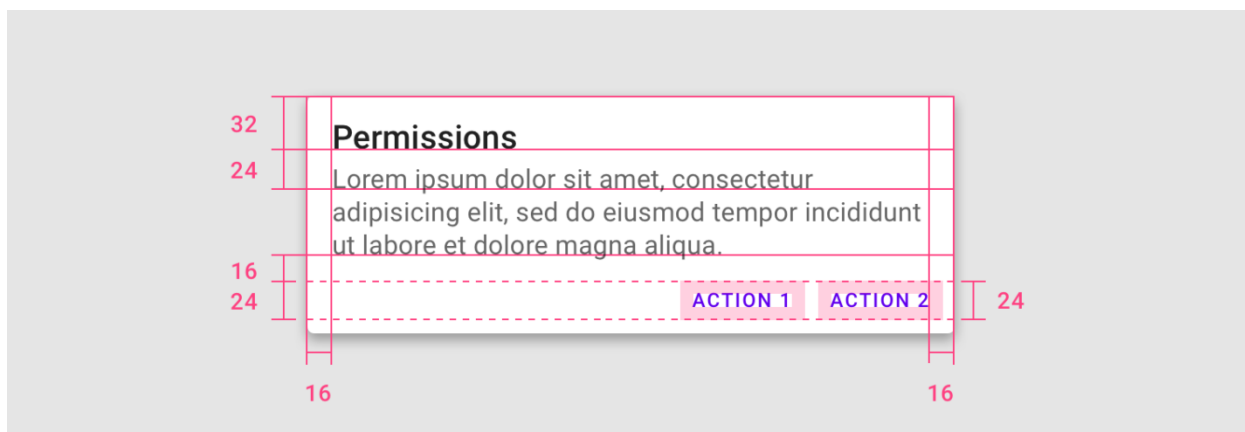 32
Permissions
24
Lorem ipsum dolor sit amet, consectetur
adipisicing elit, sed do eiusmod tempor incididunt
ut labore et dolore magna aliqua.
16
24
ACTION 1 ACTION 2
24
16
16